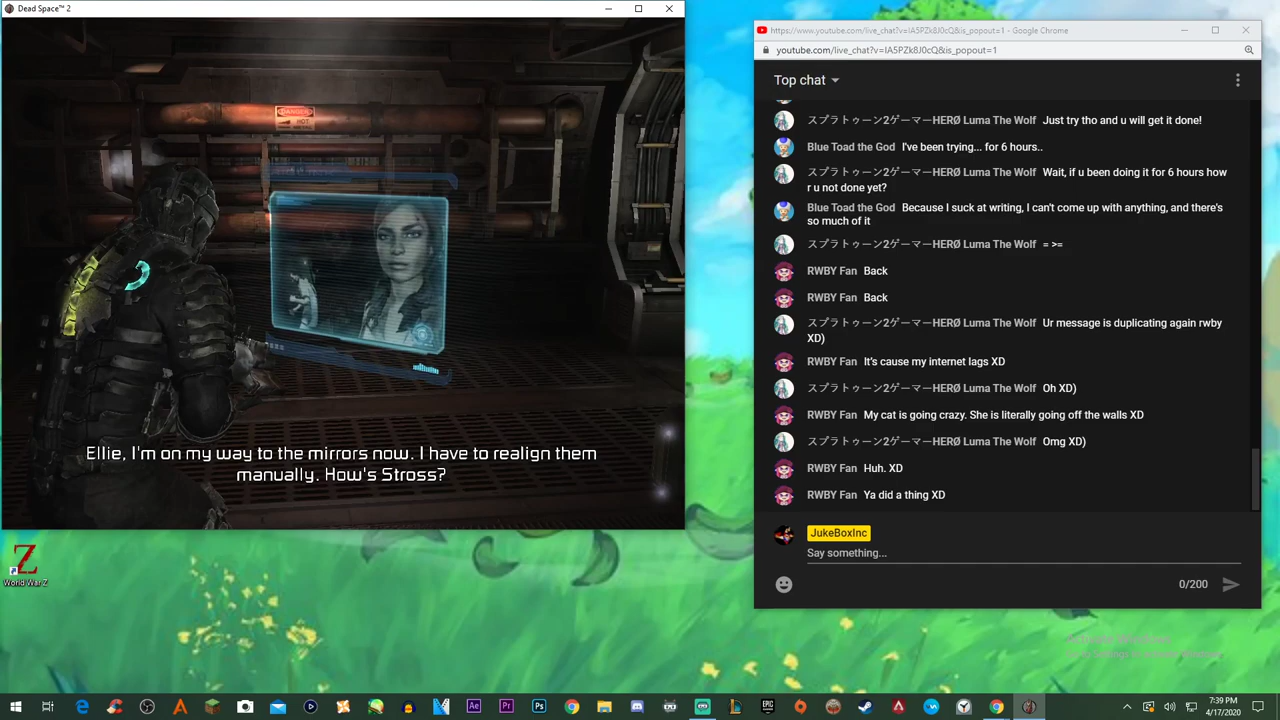 Dead Space™ 2
DANGER
HOT
Ellie, I'm on my way to the mirrors now. I have to realign them
manually. How's Stross?
World War Z
https://www.youtube.com/live_chat?v=IA5PZk8J0cQ&is_popout=1 - Google Chrome
youtube.com/live_chat?v=IA5PZk8J0cQ&is_popout=1
Top chat
スプラトゥーン2ゲーマーHERØ Luma The Wolf Just try tho and u will get it done!
Blue Toad the God I've been trying... for 6 hours..
スプラトゥーン2ゲーマーHERØ Luma The Wolf Wait, if u been doing it for 6 hours how
r u not done yet?
Blue Toad the God Because I suck at writing, I can't come up with anything, and there's
so much of it
スプラトゥーン2ゲーマーHERØ Luma The Wolf = >=
RWBY Fan Back
RWBY Fan Back
スプラトゥーン2ゲーマーHERØ Luma The Wolf Ur message is duplicating again rwby
XD)
RWBY Fan It's cause my internet lags XD
スプラトゥーン2ゲーマーHERØ Luma The Wolf Oh XD)
RWBY Fan My cat is going crazy. She is literally going off the walls XD
スプラトゥーン2ゲーマーHERØ Luma The Wolf Omg XD)
RWBY Fan Huh. XD
RWBY Fan Ya did a thing XD
JukeBoxInc
Say something...
0/200
7:39 PM
4/17/2020